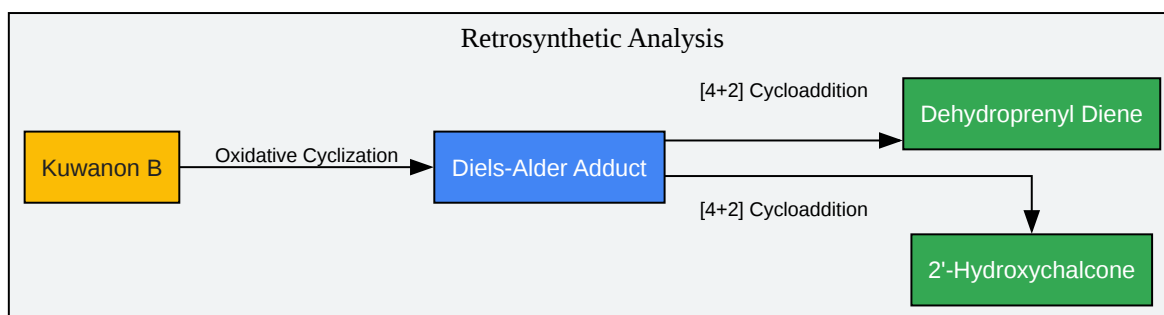 Retrosynthetic Analysis
[4+2] Cycloaddition
Dehydroprenyl Diene
Kuwanon B
Oxidative Cyclization
Diels-Alder Adduct
[4+2] Cycloaddition
2'-Hydroxychalcone